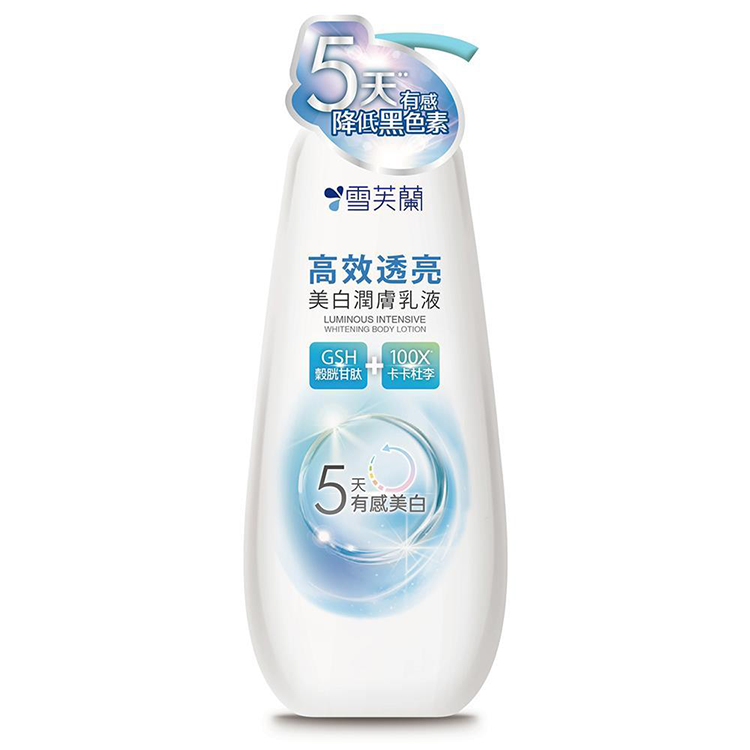 5天**有感
降低黑色素
雪芙蘭
高效透亮
美白潤膚乳液
LUMINOUS INTENSIVE
WHITENING BODY LOTION
GSH
穀胱甘肽
+
100X*
卡卡杜李
5天
有感美白